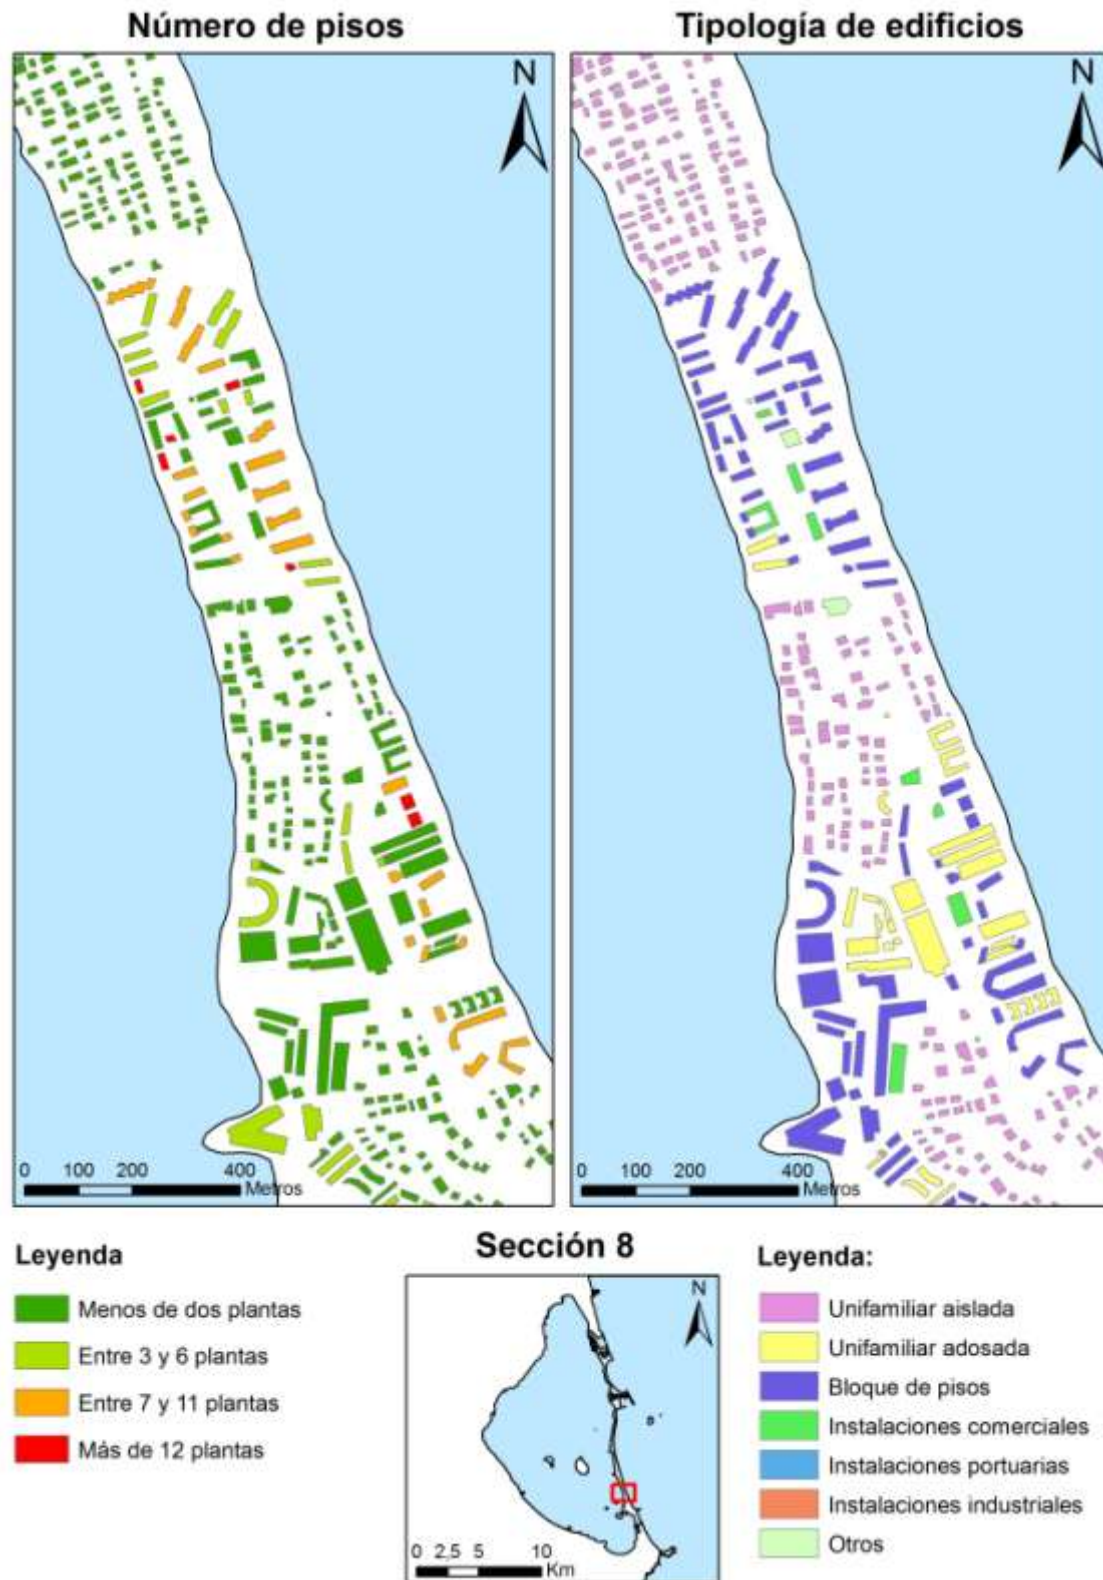 Número de pisos
Tipología de edificios
N
N
0 100 200 400
Metros
0 100 200 400
Metros
Leyenda
Menos de dos plantas
Entre 3 y 6 plantas
Entre 7 y 11 plantas
Más de 12 plantas
Sección 8
N
0 2,5 5 10
Km
Leyenda:
Unifamiliar aislada
Unifamiliar adosada
Bloque de pisos
Instalaciones comerciales
Instalaciones portuarias
Instalaciones industriales
Otros